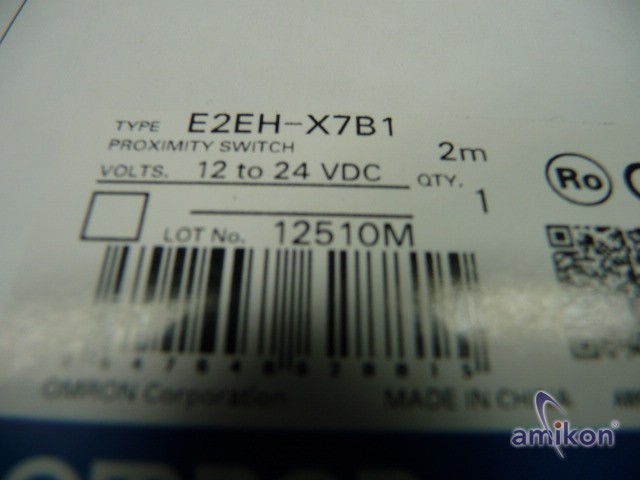 TYPE E2EH-X7B1
PROXIMITY SWITCH 2m
VOLTS. 12 to 24 VDC QTY. 1
LOT No. 12510M
OMRON Corporation MADE IN CHINA
Ro
amikon